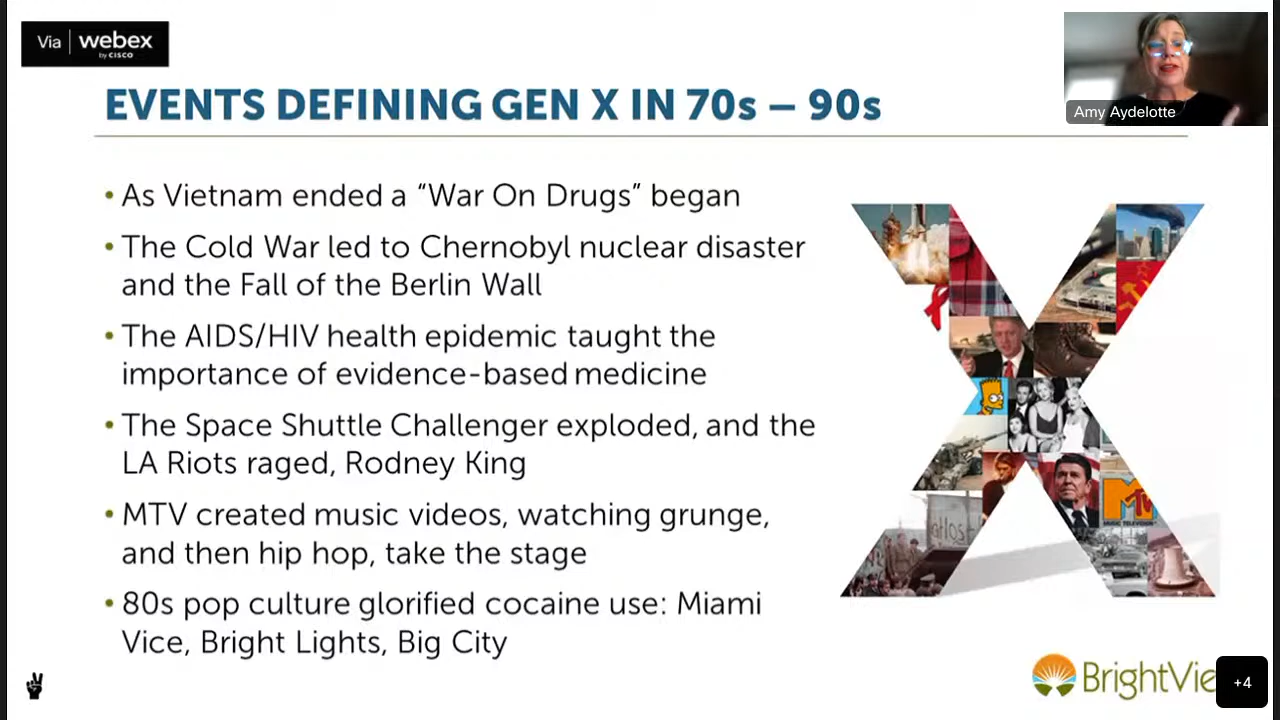 Via webex
by CISCO
Amy Aydelotte
EVENTS DEFINING GEN X IN 70s – 90s
• As Vietnam ended a “War On Drugs” began
• The Cold War led to Chernobyl nuclear disaster
and the Fall of the Berlin Wall
• The AIDS/HIV health epidemic taught the
importance of evidence-based medicine
• The Space Shuttle Challenger exploded, and the
LA Riots raged, Rodney King
• MTV created music videos, watching grunge,
and then hip hop, take the stage
• 80s pop culture glorified cocaine use: Miami
Vice, Bright Lights, Big City
MTV
MUSIC TELEVISION
BrightVie
+4